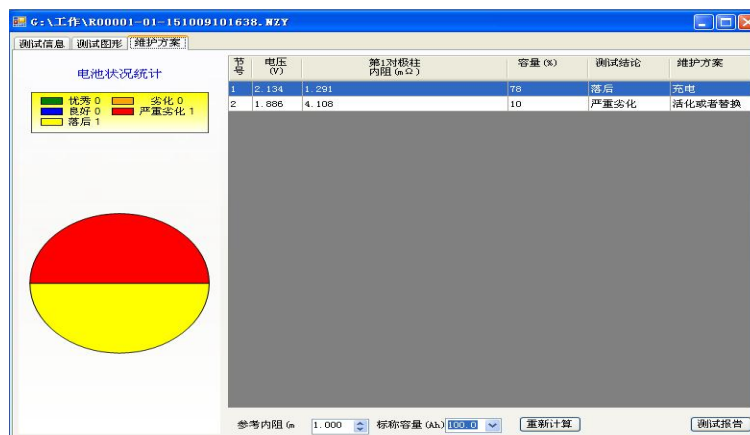 G:\工作\R00001-01-151009101638.NZY
测试信息 测试图形 维护方案
电池状况统计
优秀 0 劣化 0
良好 0 严重劣化 1
落后 1
节号 电压(V) 第1对极柱内阻(mΩ) 容量(%) 测试结论 维护方案
1 2.134 1.291 78 落后 充电
2 1.886 4.108 10 严重劣化 活化或者替换
参考内阻(m 1.000 标称容量(Ah) 100.0 重新计算 测试报告